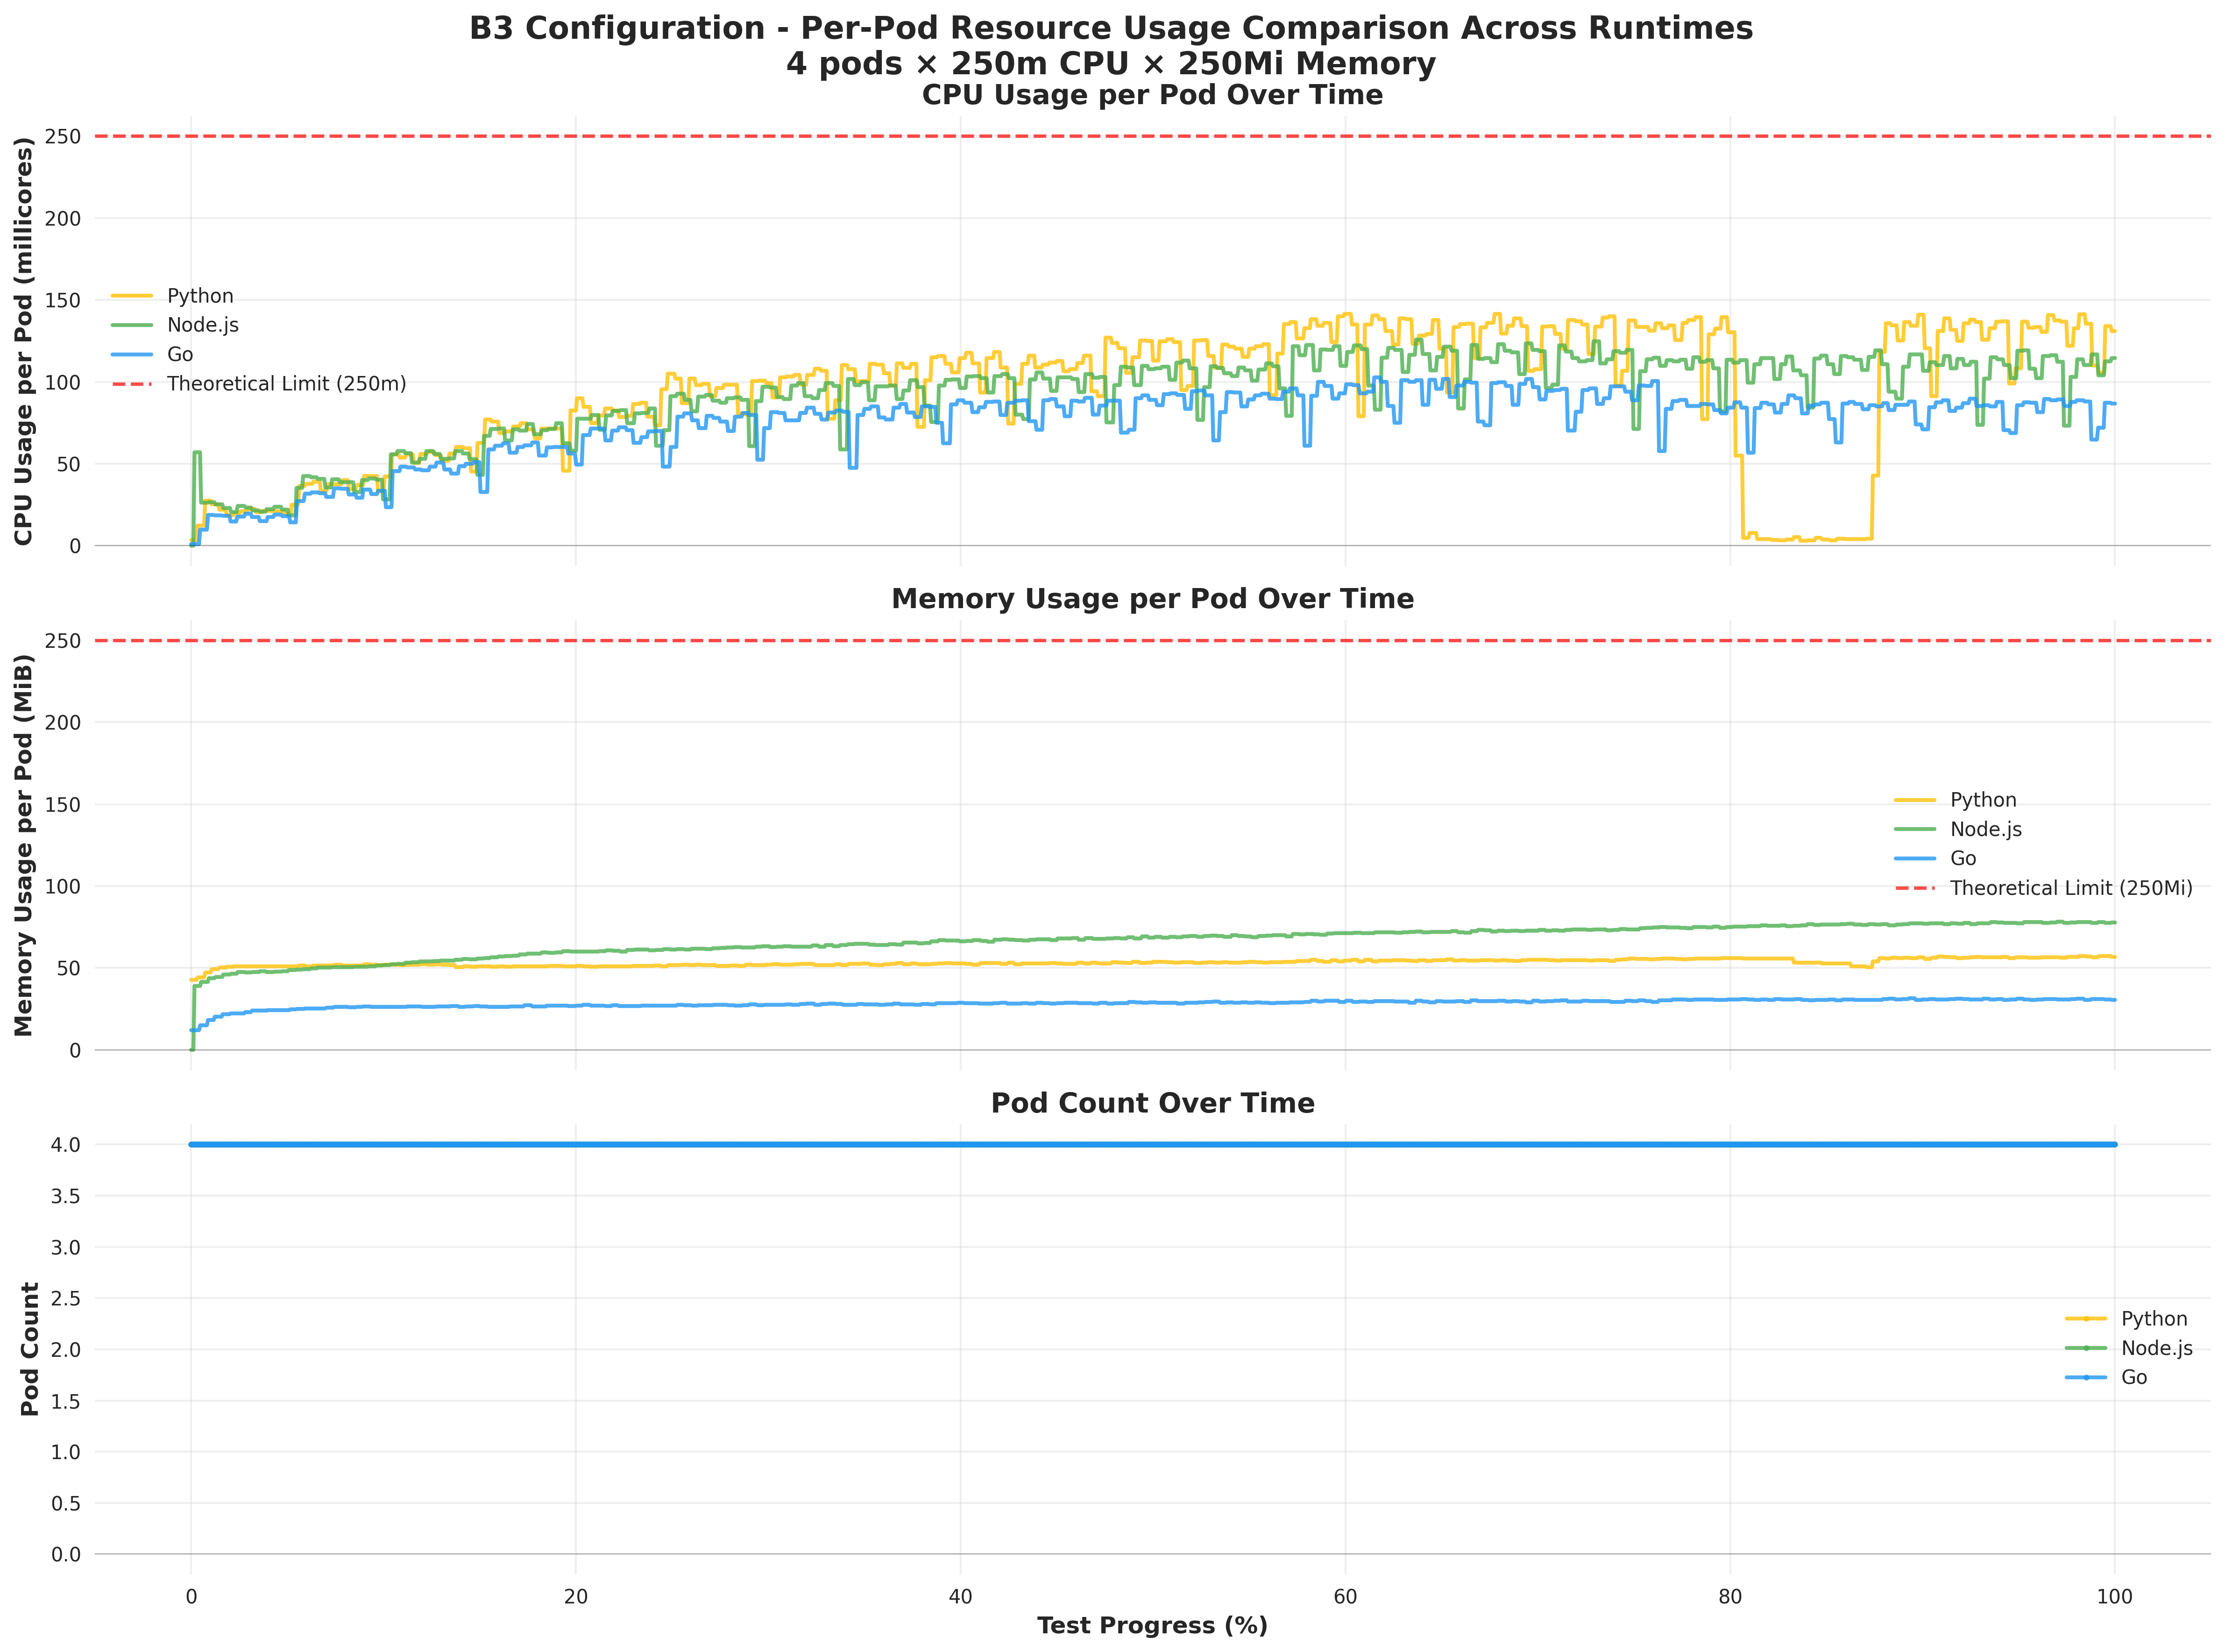 B3 Configuration - Per-Pod Resource Usage Comparison Across Runtimes
4 pods × 250m CPU × 250Mi Memory
CPU Usage per Pod Over Time
CPU Usage per Pod (millicores)
250
200
150
100
50
0
Python
Node.js
Go
Theoretical Limit (250m)
Memory Usage per Pod Over Time
Memory Usage per Pod (MiB)
250
200
150
100
50
0
Python
Node.js
Go
Theoretical Limit (250Mi)
Pod Count Over Time
Pod Count
4.0
3.5
3.0
2.5
2.0
1.5
1.0
0.5
0.0
Python
Node.js
Go
0 20 40 60 80 100
Test Progress (%)